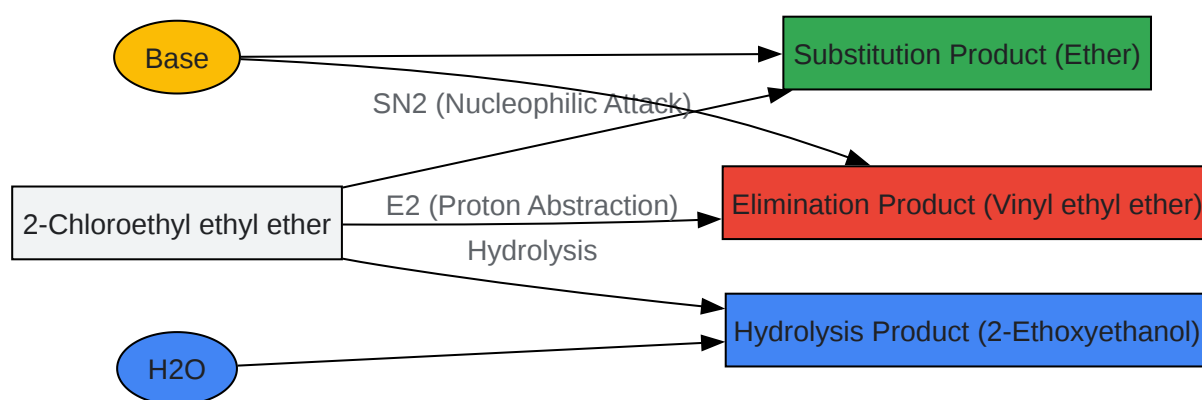 Base
Substitution Product (Ether)
SN2 (Nucleophilic Attack)
2-Chloroethyl ethyl ether
E2 (Proton Abstraction)
Elimination Product (Vinyl ethyl ether)
Hydrolysis
Hydrolysis Product (2-Ethoxyethanol)
H2O